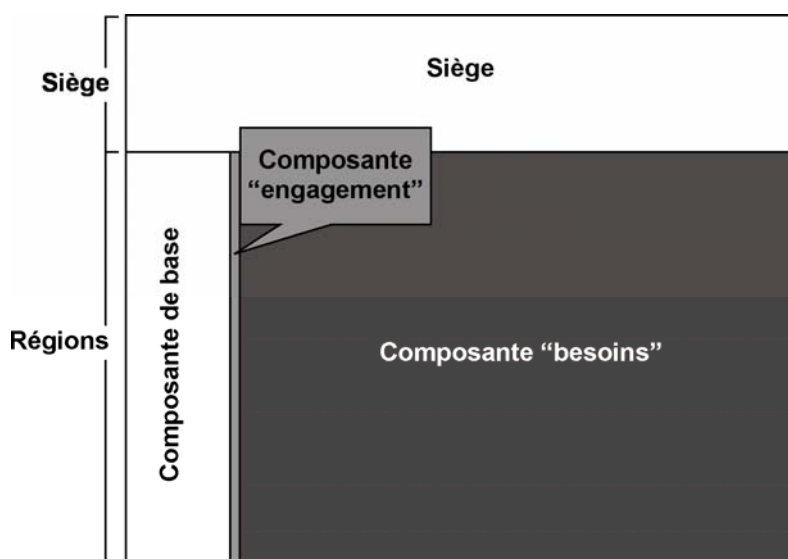 Siège
Siège
Composante
“engagement”
Composante de base
Régions
Composante “besoins”